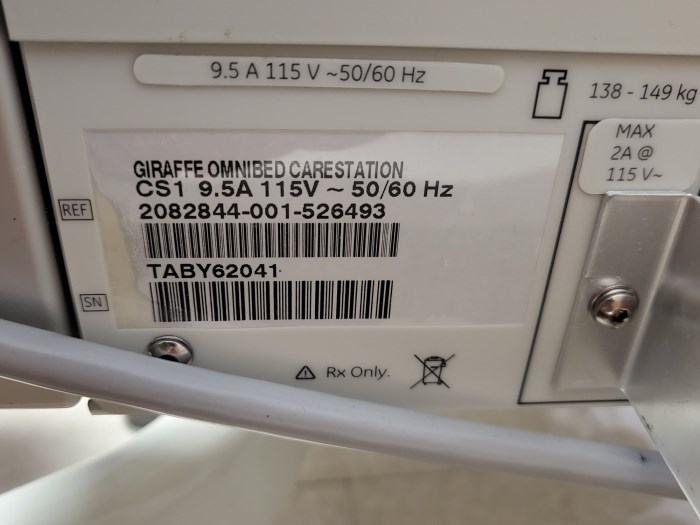 9.5 A 115 V ~50/60 Hz
138 - 149 kg
MAX
2A @
115 V~
GIRAFFE OMNIBED CARESTATION
CS1 9.5A 115V ~ 50/60 Hz
REF
2082844-001-526493
TABY62041
SN
Rx Only.